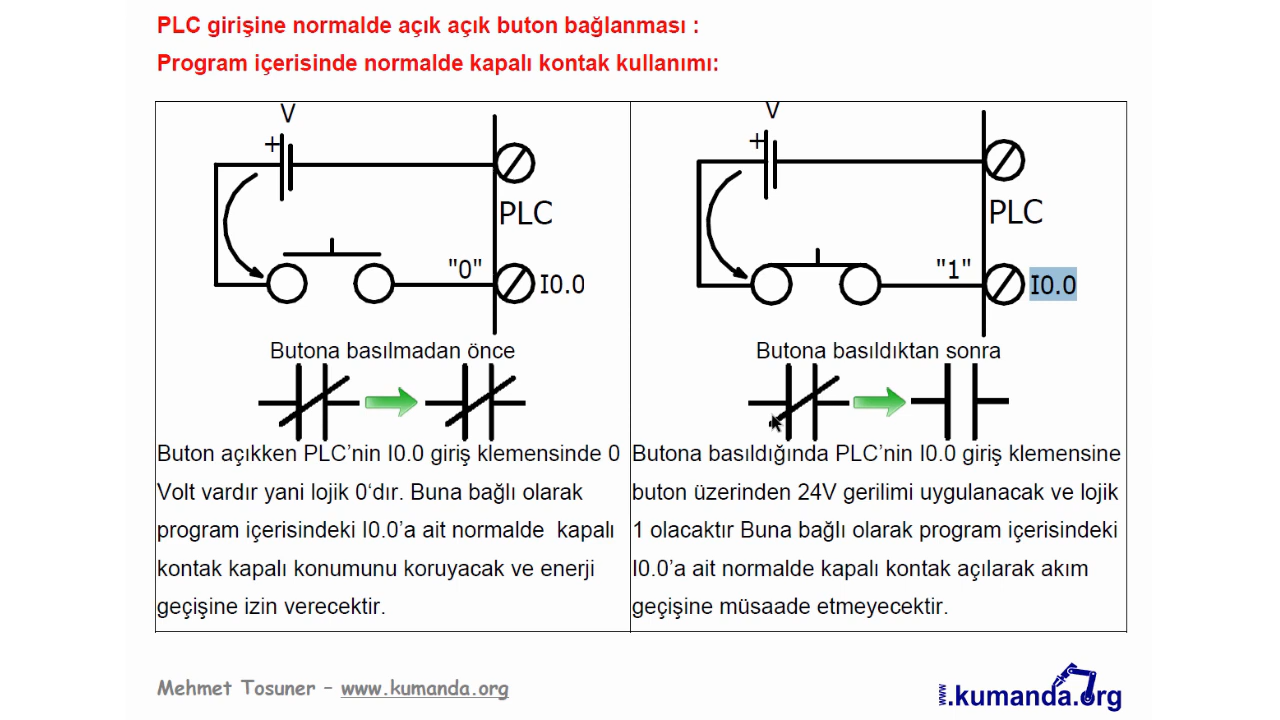 PLC girişine normalde açık açık buton bağlanması :
Program içerisinde normalde kapalı kontak kullanımı:
V
+
PLC
"0"
I0.0
Butona basılmadan önce
Buton açıkken PLC’nin I0.0 giriş klemensinde 0
Volt vardır yani lojik 0‘dır. Buna bağlı olarak
program içerisindeki I0.0’a ait normalde kapalı
kontak kapalı konumunu koruyacak ve enerji
geçişine izin verecektir.
V
+
PLC
"1"
I0.0
Butona basıldıktan sonra
Butona basıldığında PLC’nin I0.0 giriş klemensine
buton üzerinden 24V gerilimi uygulanacak ve lojik
1 olacaktır Buna bağlı olarak program içerisindeki
I0.0’a ait normalde kapalı kontak açılarak akım
geçişine müsaade etmeyecektir.
Mehmet Tosuner – www.kumanda.org
www.kumanda.org